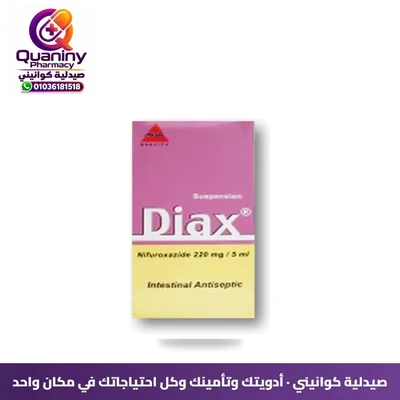 Quaniny
Pharmacy
صيدلية كوانيني
01036181518
Suspension
Diax®
Nifuroxazide 220 mg / 5 ml
Intestinal Antiseptic
صيدلية كوانيني - أدويتك وتأمينك وكل احتياجاتك في مكان واحد